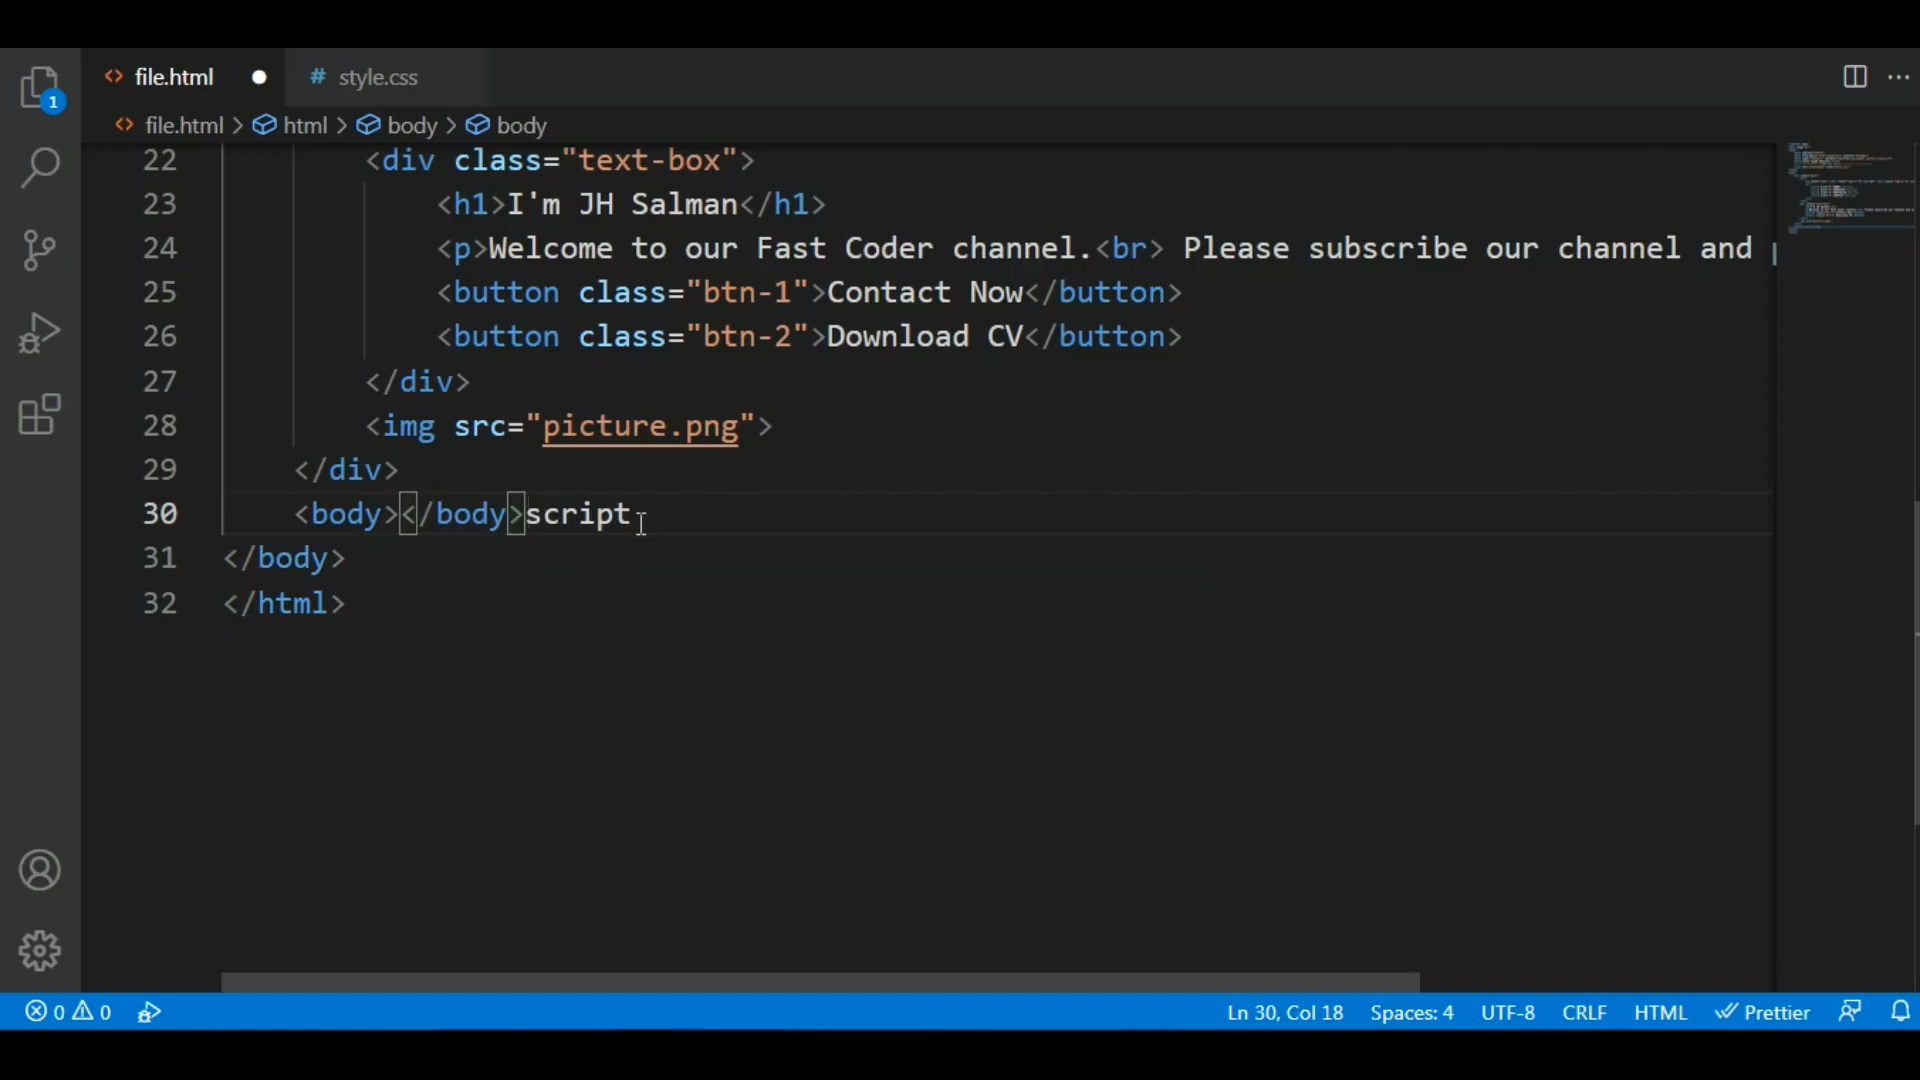 file.html
# style.css
file.html > html > body > body
1
22 <div class="text-box">
23 <h1>I'm JH Salman</h1>
24 <p>Welcome to our Fast Coder channel.<br> Please subscribe our channel and
25 <button class="btn-1">Contact Now</button>
26 <button class="btn-2">Download CV</button>
27 </div>
28 <img src="picture.png">
29 </div>
30 <body></body>script
31 </body>
32 </html>
0 0 Ln 30, Col 18 Spaces: 4 UTF-8 CRLF HTML Prettier